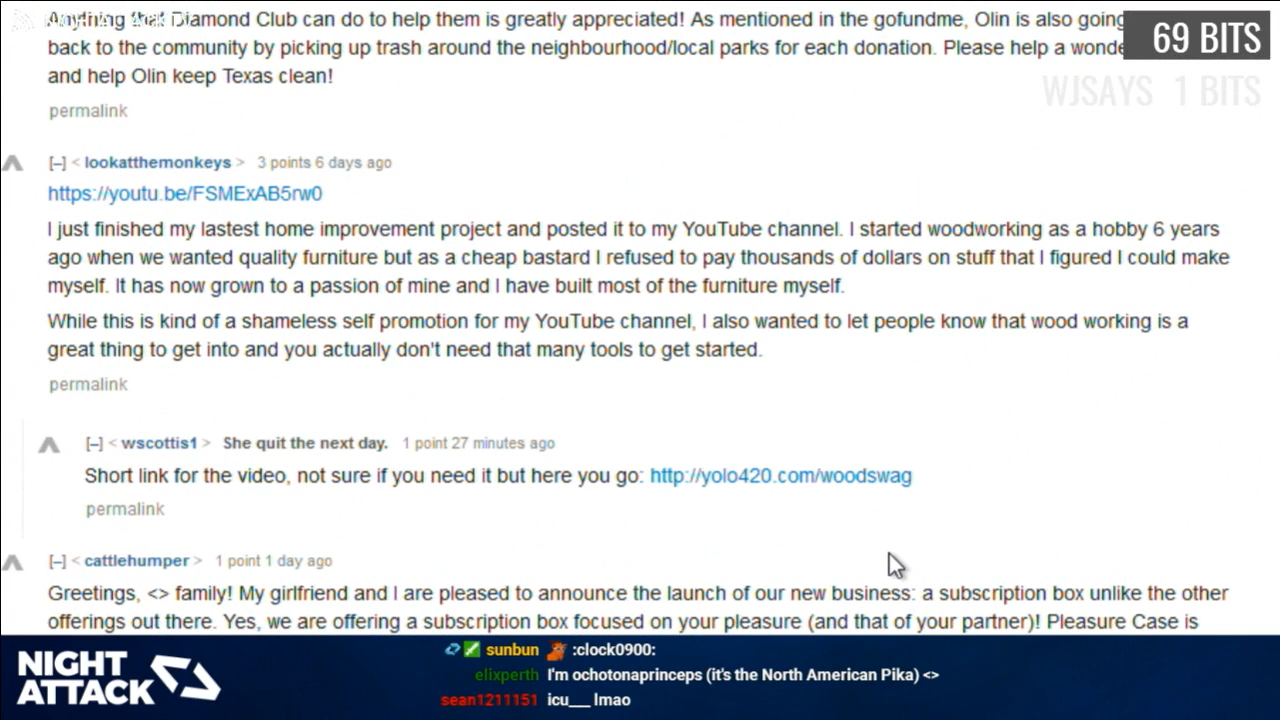 Anything Diamond Club can do to help them is greatly appreciated! As mentioned in the gofundme, Olin is also going
69 BITS
back to the community by picking up trash around the neighbourhood/local parks for each donation. Please help a
and help Olin keep Texas clean!
WJSAYS 1 BITS
permalink
[–] < lookatthemonkeys > 3 points 6 days ago
https://youtu.be/FSMExAB5rw0
I just finished my lastest home improvement project and posted it to my YouTube channel. I started woodworking as a hobby 6 years
ago when we wanted quality furniture but as a cheap bastard I refused to pay thousands of dollars on stuff that I figured I could make
myself. It has now grown to a passion of mine and I have built most of the furniture myself.
While this is kind of a shameless self promotion for my YouTube channel, I also wanted to let people know that wood working is a
great thing to get into and you actually don't need that many tools to get started.
permalink
[–] < wscottis1 > She quit the next day. 1 point 27 minutes ago
Short link for the video, not sure if you need it but here you go: http://yolo420.com/woodswag
permalink
[–] < cattlehumper > 1 point 1 day ago
Greetings, <> family! My girlfriend and I are pleased to announce the launch of our new business: a subscription box unlike the other
offerings out there. Yes, we are offering a subscription box focused on your pleasure (and that of your partner)! Pleasure Case is
NIGHT
ATTACK
sunbun :clock0900:
elixperth I'm ochotonaprinceps (it's the North American Pika) <>
sean1211151 icu___ lmao